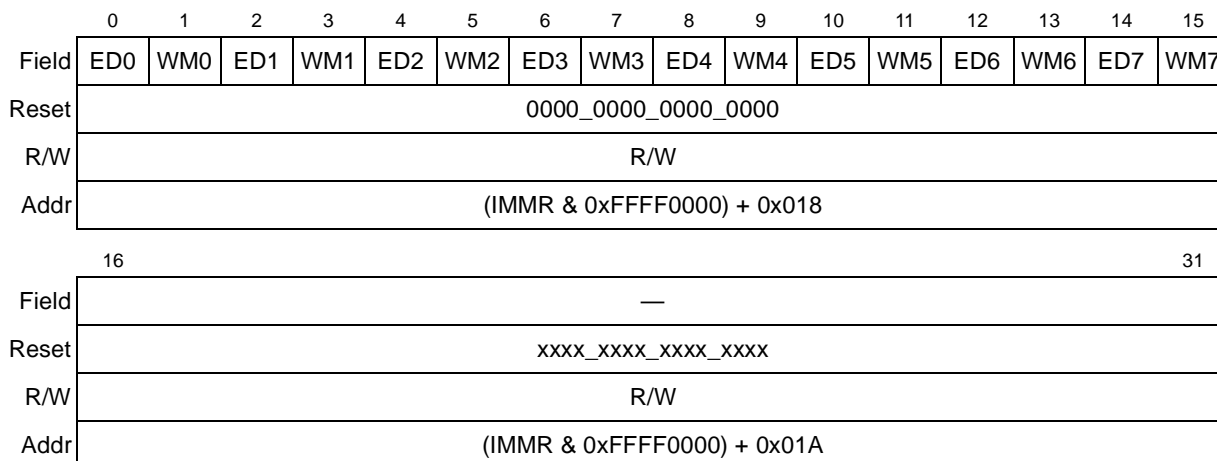 0 1 2 3 4 5 6 7 8 9 10 11 12 13 14 15
Field ED0 WM0 ED1 WM1 ED2 WM2 ED3 WM3 ED4 WM4 ED5 WM5 ED6 WM6 ED7 WM7
Reset 0000_0000_0000_0000
R/W R/W
Addr (IMMR & 0xFFFF0000) + 0x018
16 31
Field —
Reset xxxx_xxxx_xxxx_xxxx
R/W R/W
Addr (IMMR & 0xFFFF0000) + 0x01A